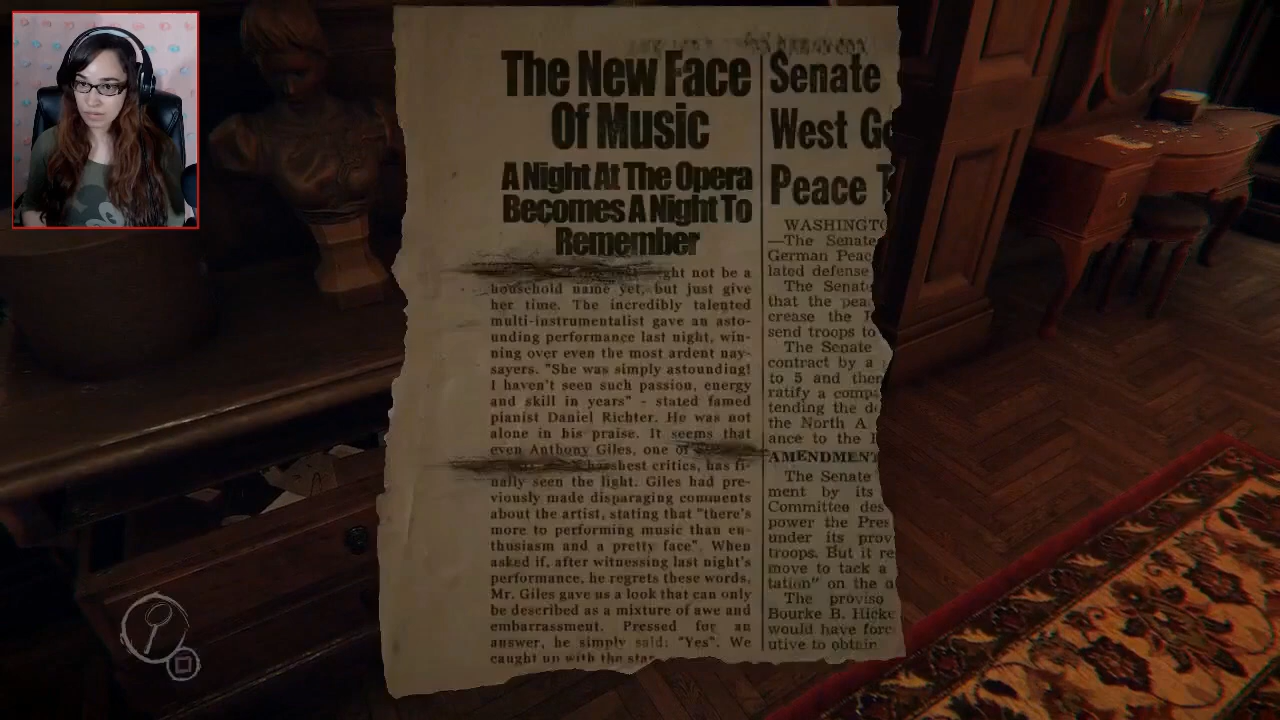 The New Face
Of Music
A Night At The Opera
Becomes A Night To
Remember
ght not be a
household name yet, but just give
her time. The incredibly talented
multi-instrumentalist gave an asto-
unding performance last night, win-
ning over even the most ardent nay-
sayers. "She was simply astounding!
I haven't seen such passion, energy
and skill in years" - stated famed
pianist Daniel Richter. He was not
alone in his praise. It seems that
even Anthony Giles, one of
harshest critics, has fi-
nally seen the light. Giles had pre-
viously made disparaging comments
about the artist, stating that "there's
more to performing music than en-
thusiasm and a pretty face". When
asked if, after witnessing last night's
performance, he regrets these words,
Mr. Giles gave us a look that can only
be described as a mixture of awe and
embarrassment. Pressed for an
answer, he simply said: "Yes". We
caught up with the star
Senate
West Ge
Peace T
WASHINGTO
—The Senate
German Peac
lated defense
The Senat
that the pea
crease the
send troops to
The Senate
contract by a
to 5 and then
ratify a comp
tending the de
the North A
ance to the
AMENDMENT
The Senate
ment by its
Committee des
power the Pres
under its prov
troops. But it re
move to tack a
tation" on the a
The proviso
Bourke B. Hicke
would have forc
utive to obtain